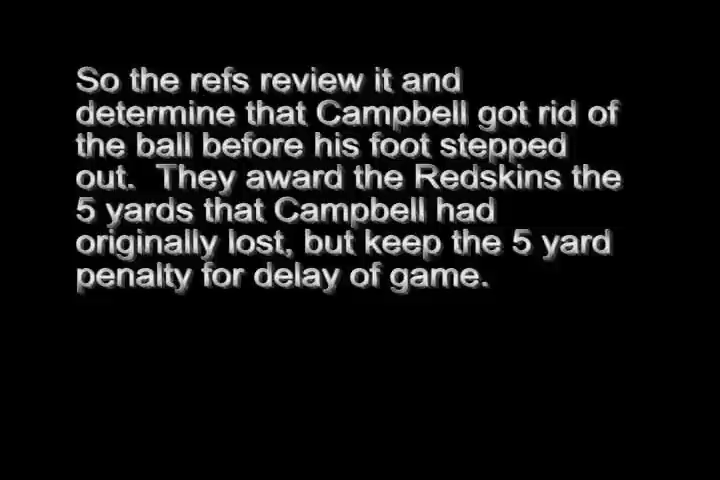 So the refs review it and
determine that Campbell got rid of
the ball before his foot stepped
out.  They award the Redskins the
5 yards that Campbell had
originally lost, but keep the 5 yard
penalty for delay of game.